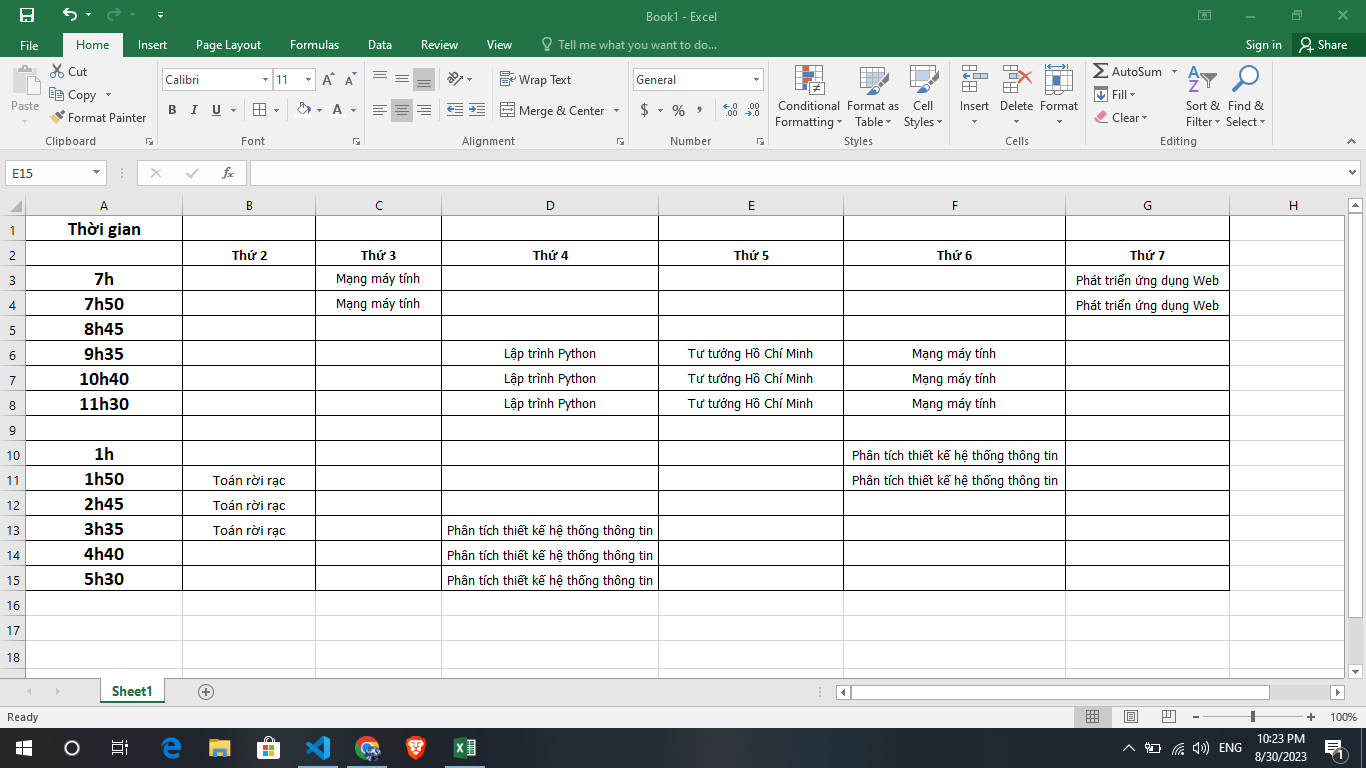 Book1 - Excel
File Home Insert Page Layout Formulas Data Review View Tell me what you want to do... Sign in Share
Cut
Calibri 11 Wrap Text General AutoSum
Copy Fill
Paste Conditional Format as Cell Insert Delete Format Sort & Find &
Format Painter B I U Merge & Center $ % , Formatting Table Styles Clear Filter Select
Clipboard Font Alignment Number Styles Cells Editing
E15 fx
A B C D E F G H
1 Thời gian
2 Thứ 2 Thứ 3 Thứ 4 Thứ 5 Thứ 6 Thứ 7
3 7h Mạng máy tính Phát triển ứng dụng Web
4 7h50 Mạng máy tính Phát triển ứng dụng Web
5 8h45
6 9h35 Lập trình Python Tư tưởng Hồ Chí Minh Mạng máy tính
7 10h40 Lập trình Python Tư tưởng Hồ Chí Minh Mạng máy tính
8 11h30 Lập trình Python Tư tưởng Hồ Chí Minh Mạng máy tính
9
10 1h Phân tích thiết kế hệ thống thông tin
11 1h50 Toán rời rạc Phân tích thiết kế hệ thống thông tin
12 2h45 Toán rời rạc
13 3h35 Toán rời rạc Phân tích thiết kế hệ thống thông tin
14 4h40 Phân tích thiết kế hệ thống thông tin
15 5h30 Phân tích thiết kế hệ thống thông tin
16
17
18
Sheet1
Ready 100%
ENG 10:23 PM
8/30/2023 1